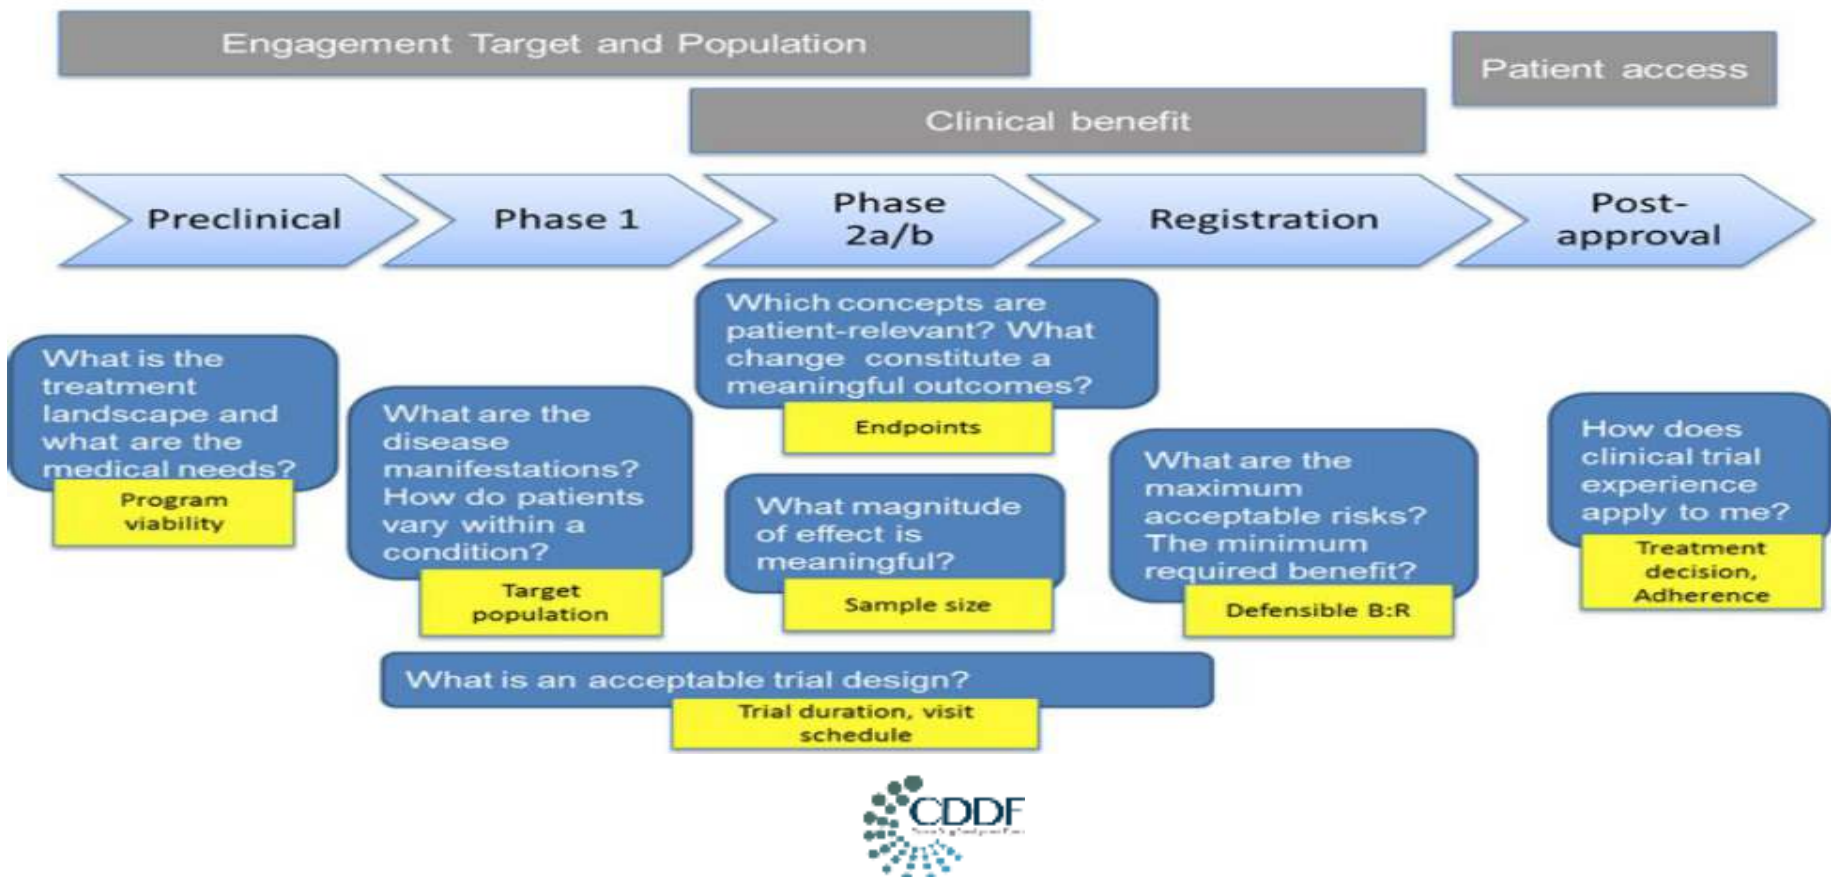 Engagement Target and Population
Patient access
Clinical benefit
Preclinical
Phase 1
Phase
2a/b
Registration
Post-
approval
What is the
treatment
landscape and
what are the
medical needs?
Program
viability
What are the
disease
manifestations?
How do patients
vary within a
condition?
Target
population
Which concepts are
patient-relevant? What
change constitute a
meaningful outcomes?
Endpoints
What magnitude
of effect is
meaningful?
Sample size
What are the
maximum
acceptable risks?
The minimum
required benefit?
Defensible B:R
How does
clinical trial
experience
apply to me?
Treatment
decision,
Adherence
What is an acceptable trial design?
Trial duration, visit
schedule
CDDF